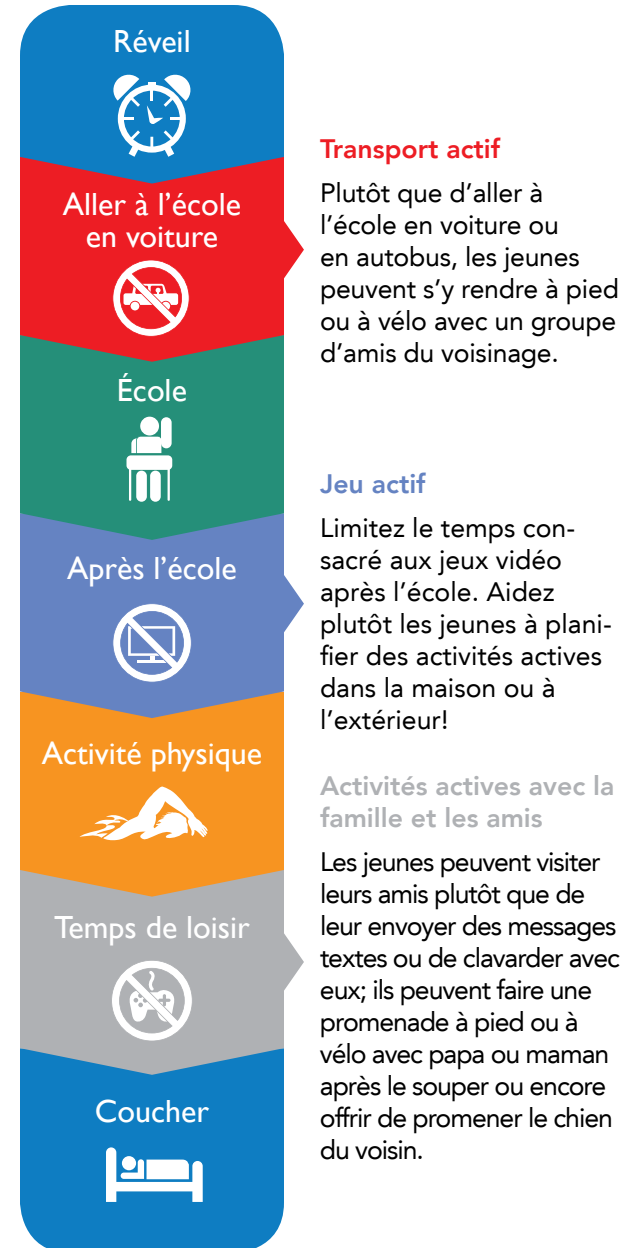 Réveil
Aller à l'école
en voiture
Transport actif
Plutôt que d'aller à
l'école en voiture ou
en autobus, les jeunes
peuvent s'y rendre à pied
ou à vélo avec un groupe
d'amis du voisinage.
École
Après l'école
Jeu actif
Limitez le temps con-
sacré aux jeux vidéo
après l'école. Aidez
plutôt les jeunes à plani-
fier des activités actives
dans la maison ou à
l'extérieur!
Activité physique
Temps de loisir
Activités actives avec la
famille et les amis
Les jeunes peuvent visiter
leurs amis plutôt que de
leur envoyer des messages
textes ou de clavarder avec
eux; ils peuvent faire une
promenade à pied ou à
vélo avec papa ou maman
après le souper ou encore
offrir de promener le chien
du voisin.
Coucher